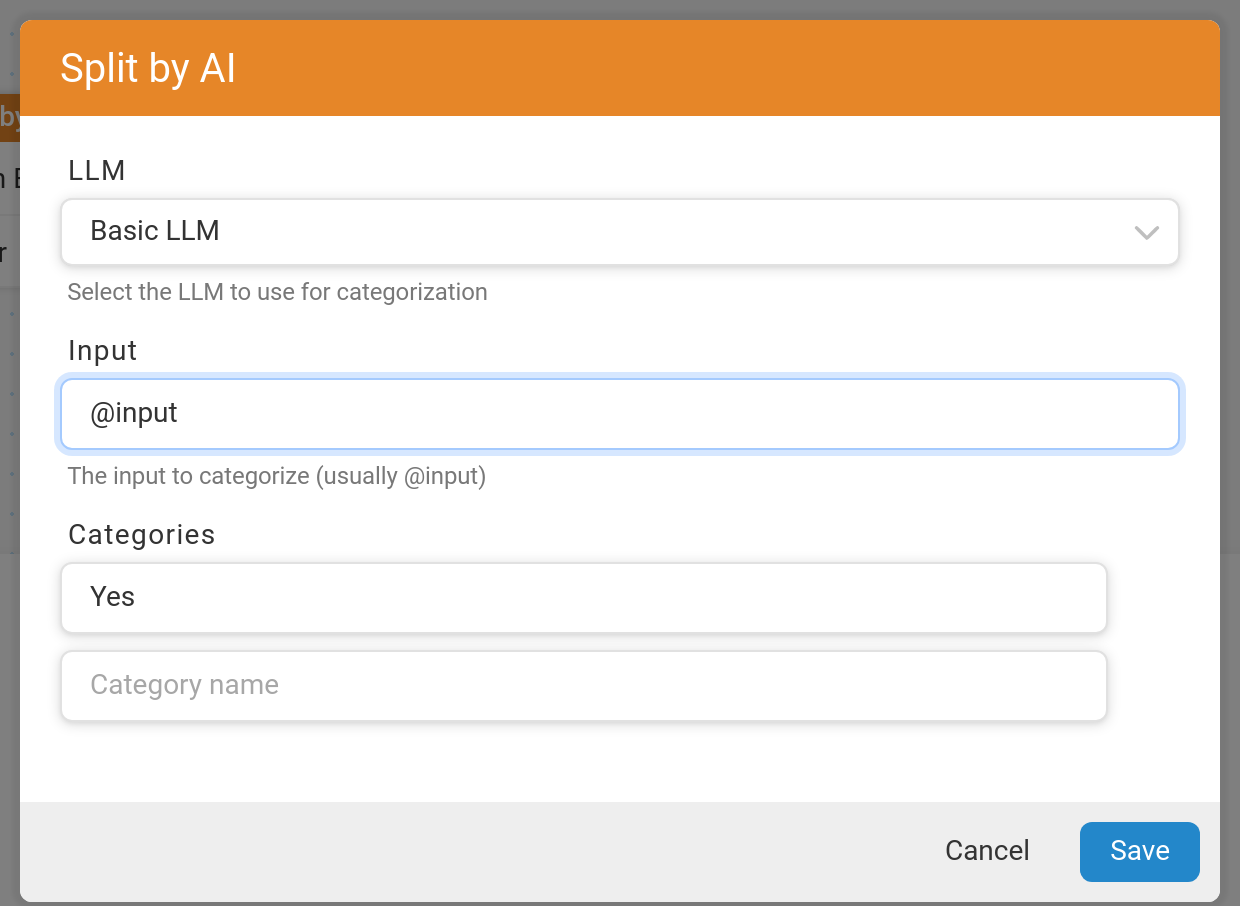 Split by AI
by
LLM
Basic LLM
Select the LLM to use for categorization
Input
@input
The input to categorize (usually @input)
Categories
Yes
Category name
Cancel
Save